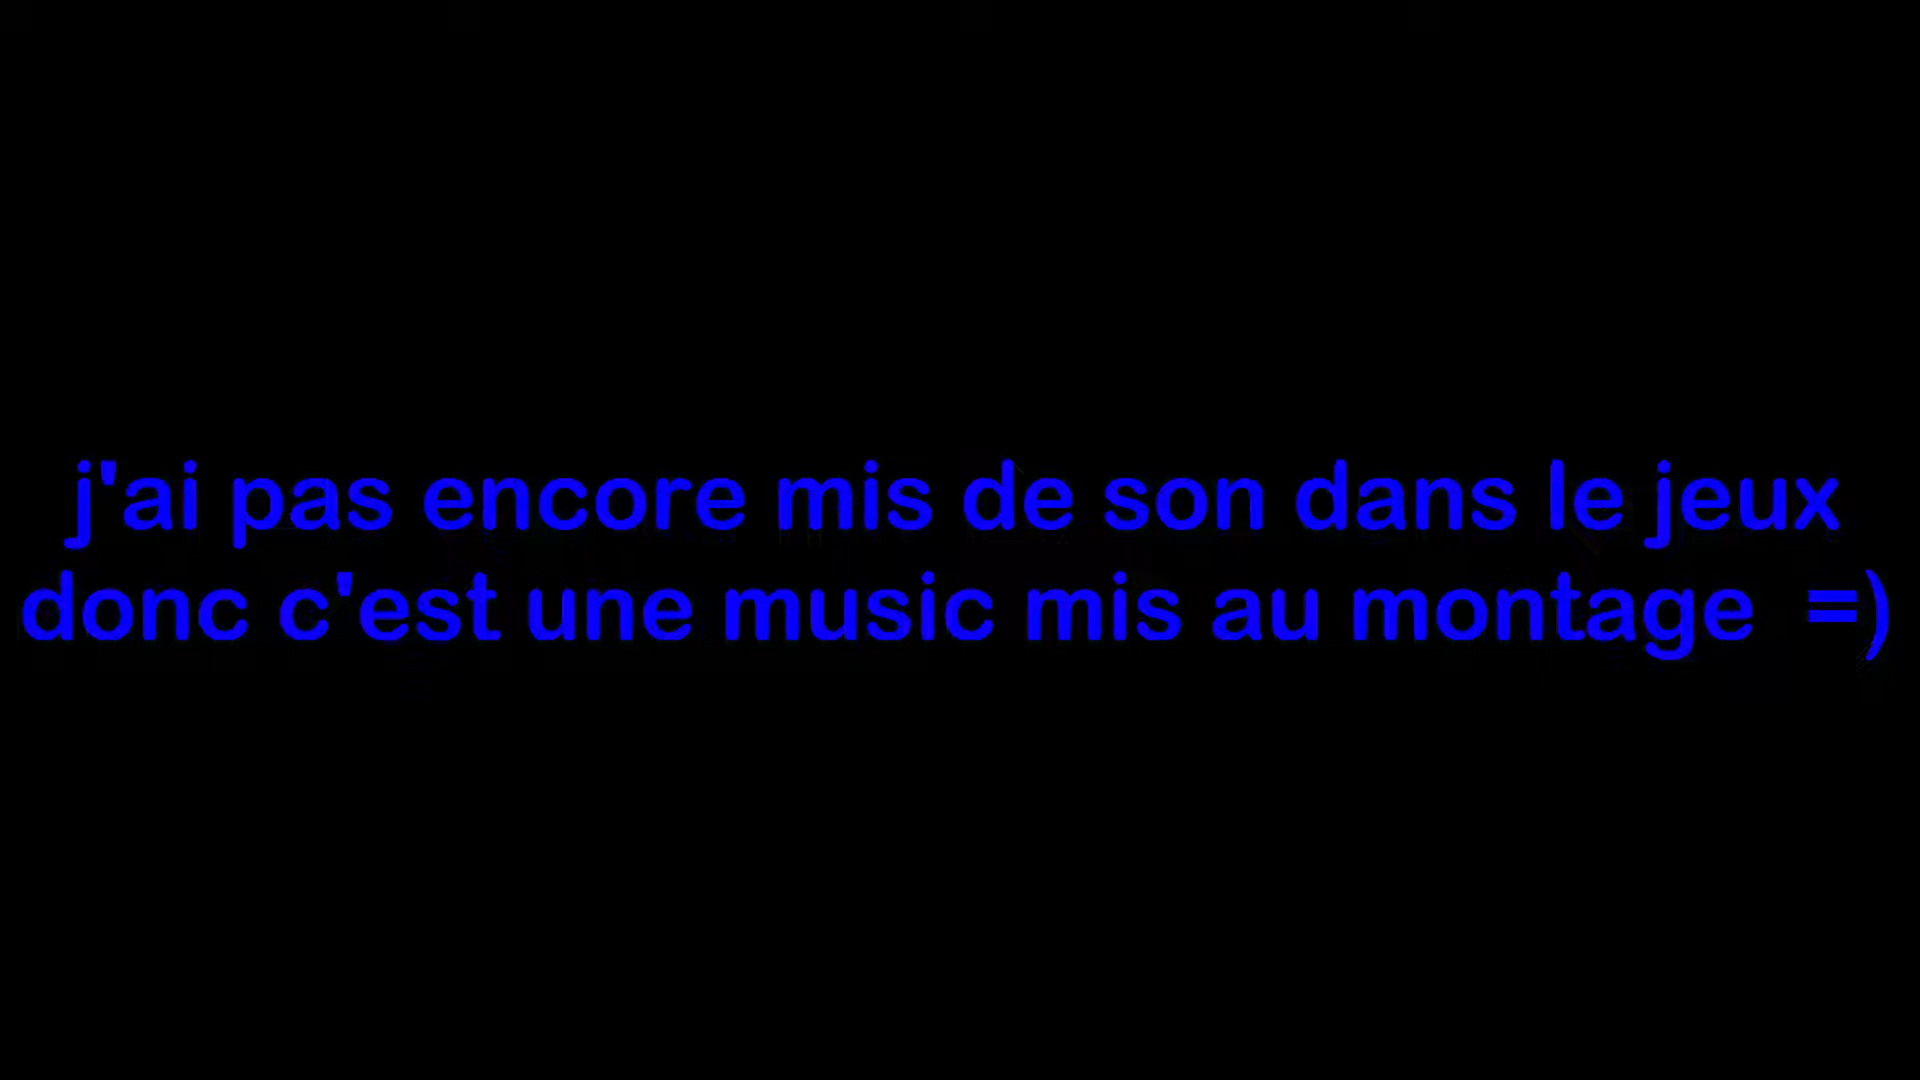 j'ai pas encore mis de son dans le jeux
donc c'est une music mis au montage  =)